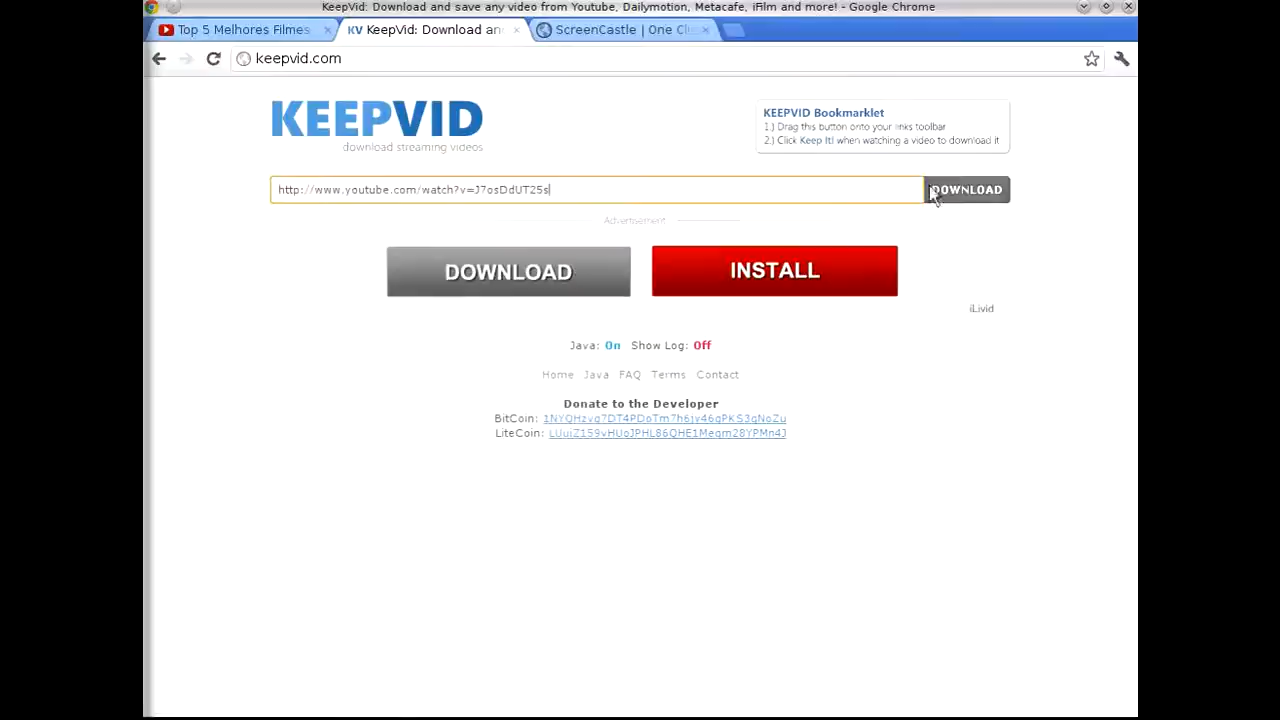 KeepVid: Download and save any video from Youtube, Dailymotion, Metacafe, iFilm and more! - Google Chrome
Top 5 Melhores Filmes
KV KeepVid: Download an
ScreenCastle | One Cli
keepvid.com
KEEPVID
download streaming videos
KEEPVID Bookmarklet
1.) Drag this button onto your links toolbar
2.) Click Keep It! when watching a video to download it
http://www.youtube.com/watch?v=J7osDdUT25s
DOWNLOAD
Advertisement
DOWNLOAD
INSTALL
iLivid
Java: On Show Log: Off
Home Java FAQ Terms Contact
Donate to the Developer
BitCoin:
LiteCoin: